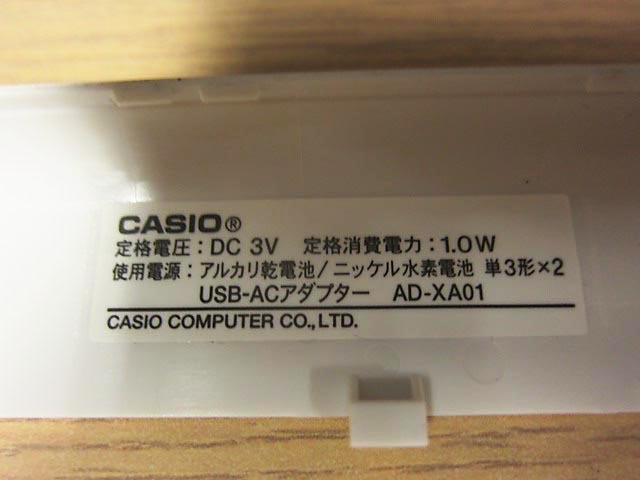 CASIO®
定格電圧：DC 3V 定格消費電力：1.0W
使用電源：アルカリ乾電池/ニッケル水素電池 単3形×2
USB-ACアダプター AD-XA01
CASIO COMPUTER CO.,LTD.